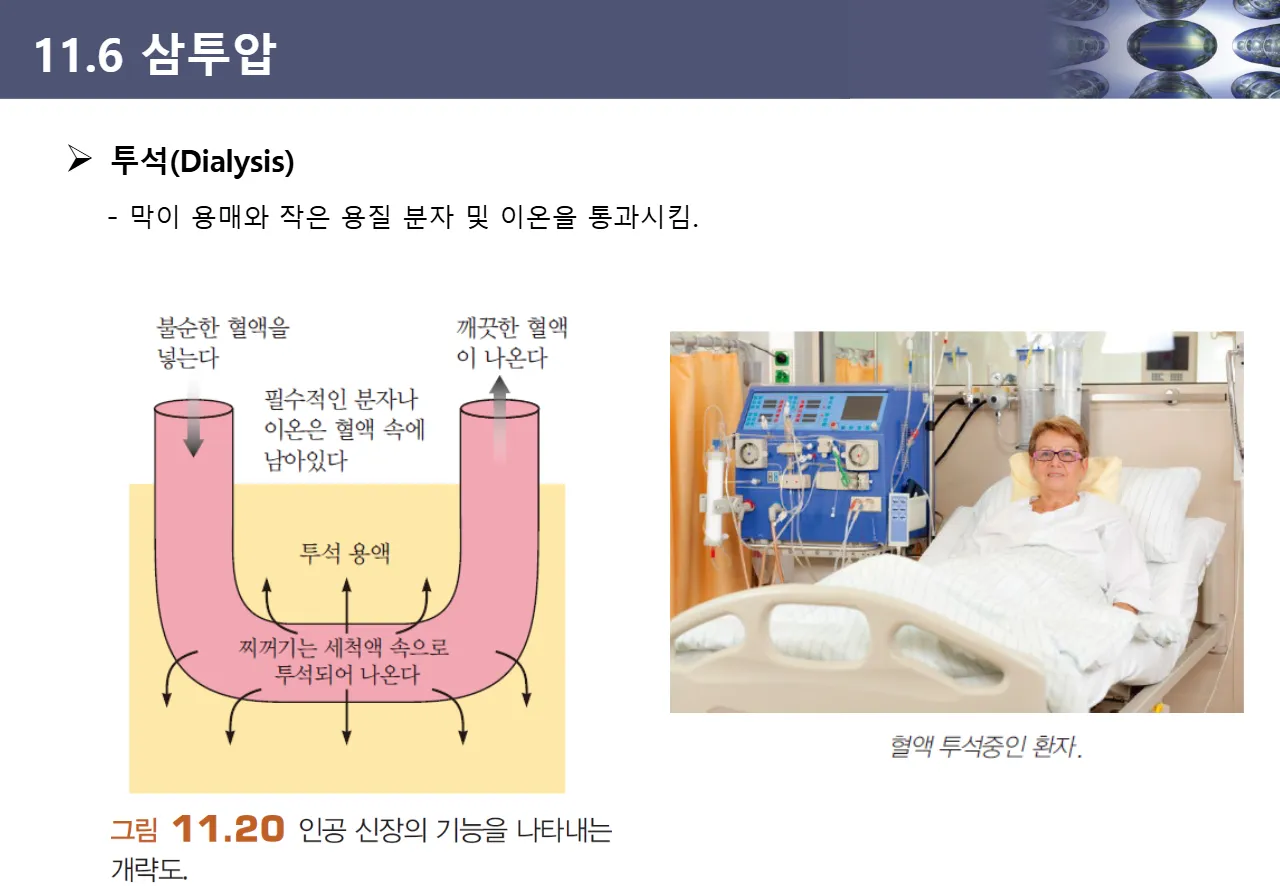 11.6 삼투압
➢ 투석(Dialysis)
- 막이 용매와 작은 용질 분자 및 이온을 통과시킴.
불순한 혈액을
넣는다
깨끗한 혈액
이 나온다
필수적인 분자나
이온은 혈액 속에
남아있다
투석 용액
찌꺼기는 세척액 속으로
투석되어 나온다
그림 11.20 인공 신장의 기능을 나타내는
개략도.
혈액 투석중인 환자.